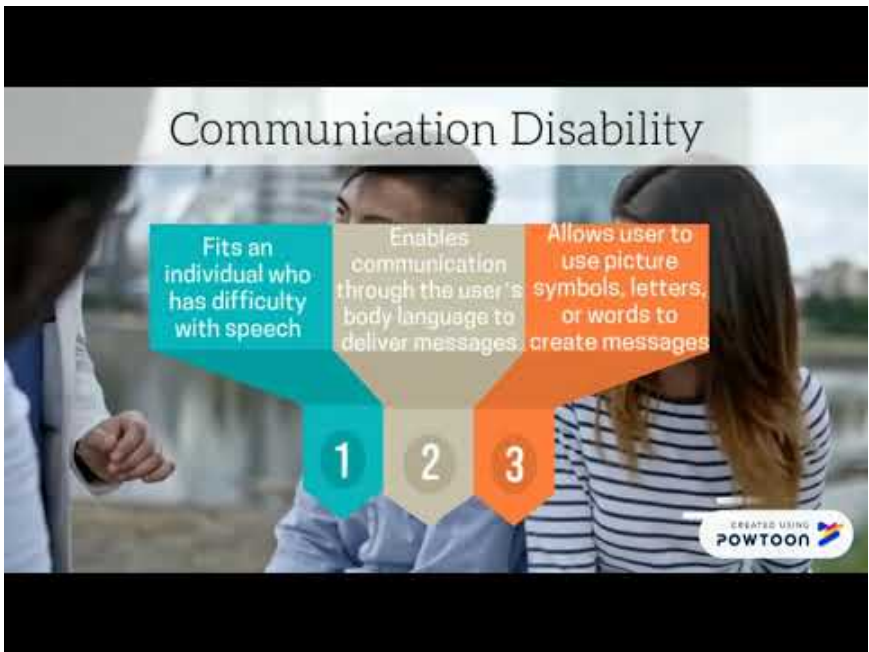 Communication Disability
Fits an
individual who
has difficulty
with speech
Enables
communication
through the user's
body language to
deliver messages
Allows user to
use picture
symbols, letters,
or words to
create messages
1
2
3
CREATED USING
POWTOON